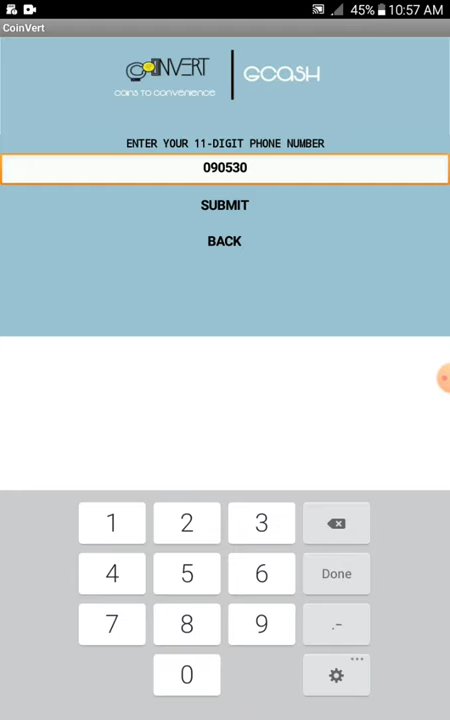 45% 10:57 AM
CoinVert
COINVERT
COINS TO CONVENIENCE
GCASH
ENTER YOUR 11-DIGIT PHONE NUMBER
090530
SUBMIT
BACK
1 2 3
4 5 6 Done
7 8 9 .-
0